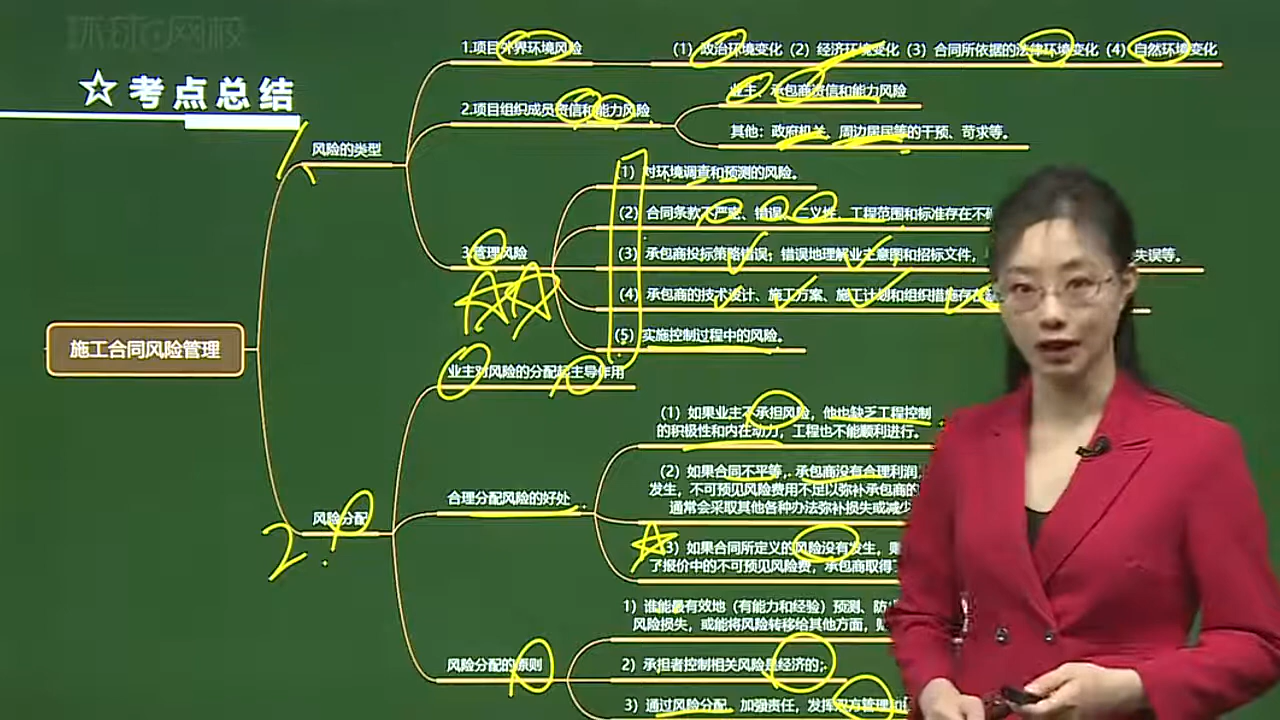 环球网校
☆考点总结
1.项目外界环境风险
(1) 政治环境变化 (2) 经济环境变化 (3) 合同所依据的法律环境变化 (4) 自然环境变化
2.项目组织成员资信和能力风险
业主、承包商资信和能力风险
其他：政府机关、周边居民等的干预、苛求等。
1.
风险的类型
(1) 对环境调查和预测的风险。
(2) 合同条款不严密、错误、二义性、工程范围和标准存在不
3.管理风险
(3) 承包商投标策略错误；错误地理解业主意图和招标文件，
失误等。
(4) 承包商的技术设计、施工方案、施工计划和组织措施存在
(5) 实施控制过程中的风险。
施工合同风险管理
业主对风险的分配起主导作用
(1) 如果业主不承担风险，他也缺乏工程控制
的积极性和内在动力，工程也不能顺利进行。
合理分配风险的好处
(2) 如果合同不平等，承包商没有合理利润，
发生，不可预见风险费用不足以弥补承包商的
通常会采取其他各种办法弥补损失或减少
2.
风险分配
(3) 如果合同所定义的风险没有发生，
了报价中的不可预见风险费，承包商取得
1) 谁能最有效地（有能力和经验）预测、防
风险损失，或能将风险转移给其他方面，
风险分配的原则
2) 承担者控制相关风险是经济的；
3) 通过风险分配，加强责任，发挥双方管理和